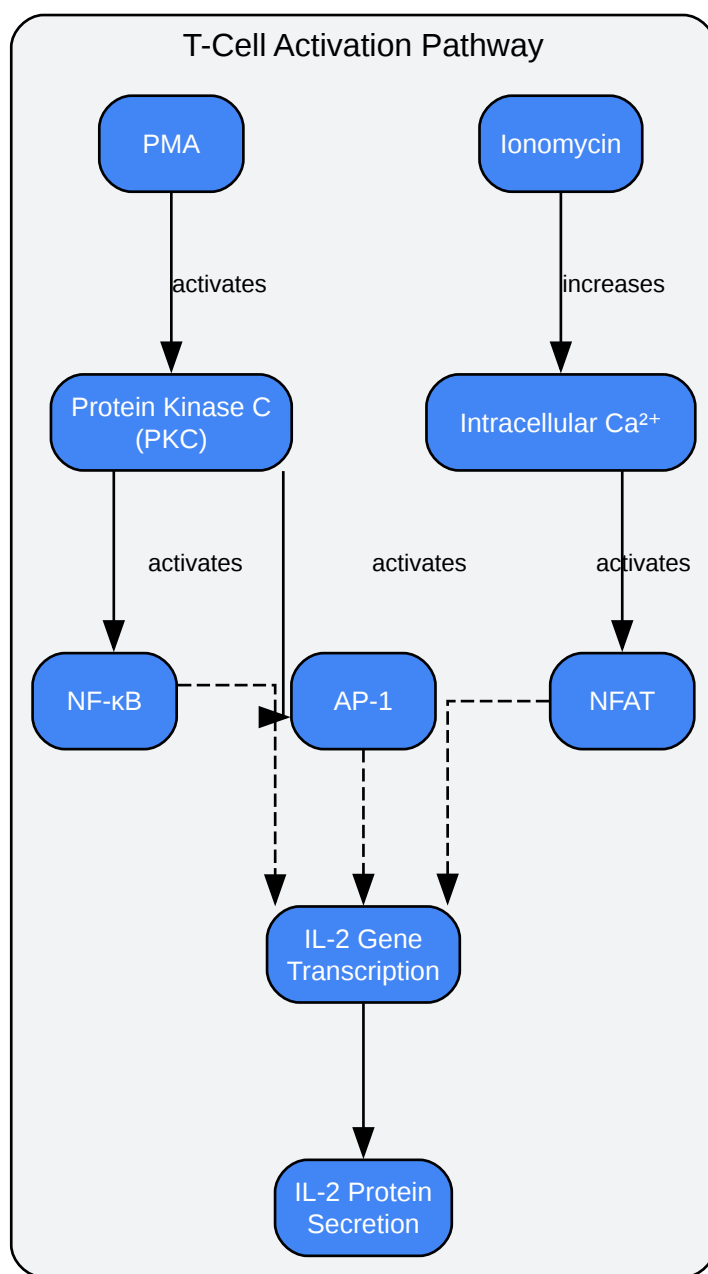 T-Cell Activation Pathway
PMA
Ionomycin
activates
increases
Protein Kinase C
(PKC)
Intracellular Ca²⁺
activates
activates
activates
NF-κB
AP-1
NFAT
IL-2 Gene
Transcription
IL-2 Protein
Secretion